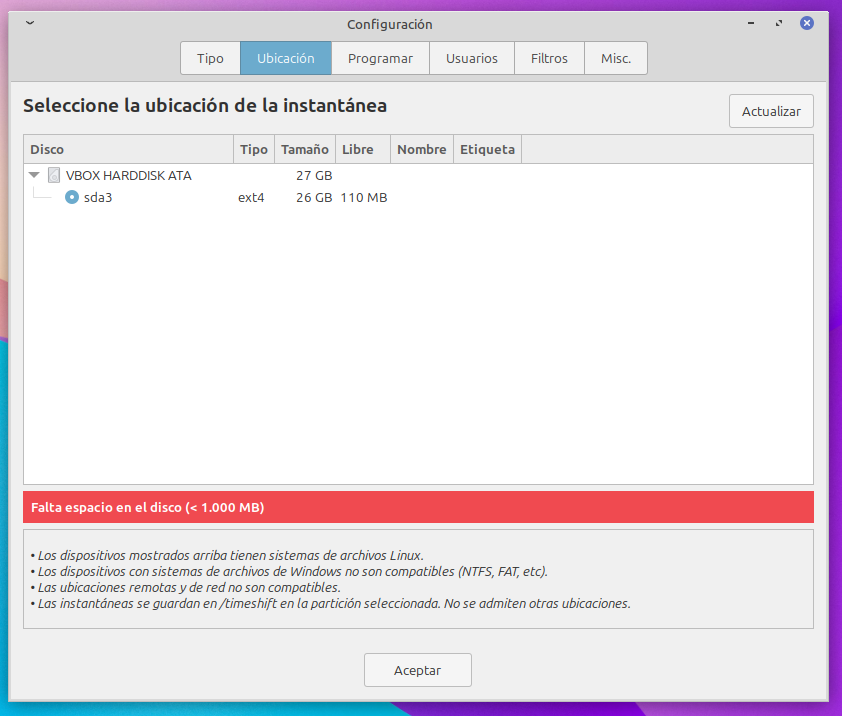 Configuración
Tipo Ubicación Programar Usuarios Filtros Misc.
Seleccione la ubicación de la instantánea
Actualizar
Disco Tipo Tamaño Libre Nombre Etiqueta
VBOX HARDDISK ATA 27 GB
sda3 ext4 26 GB 110 MB
Falta espacio en el disco (< 1.000 MB)
• Los dispositivos mostrados arriba tienen sistemas de archivos Linux.
• Los dispositivos con sistemas de archivos de Windows no son compatibles (NTFS, FAT, etc).
• Las ubicaciones remotas y de red no son compatibles.
• Las instantáneas se guardan en /timeshift en la partición seleccionada. No se admiten otras ubicaciones.
Aceptar